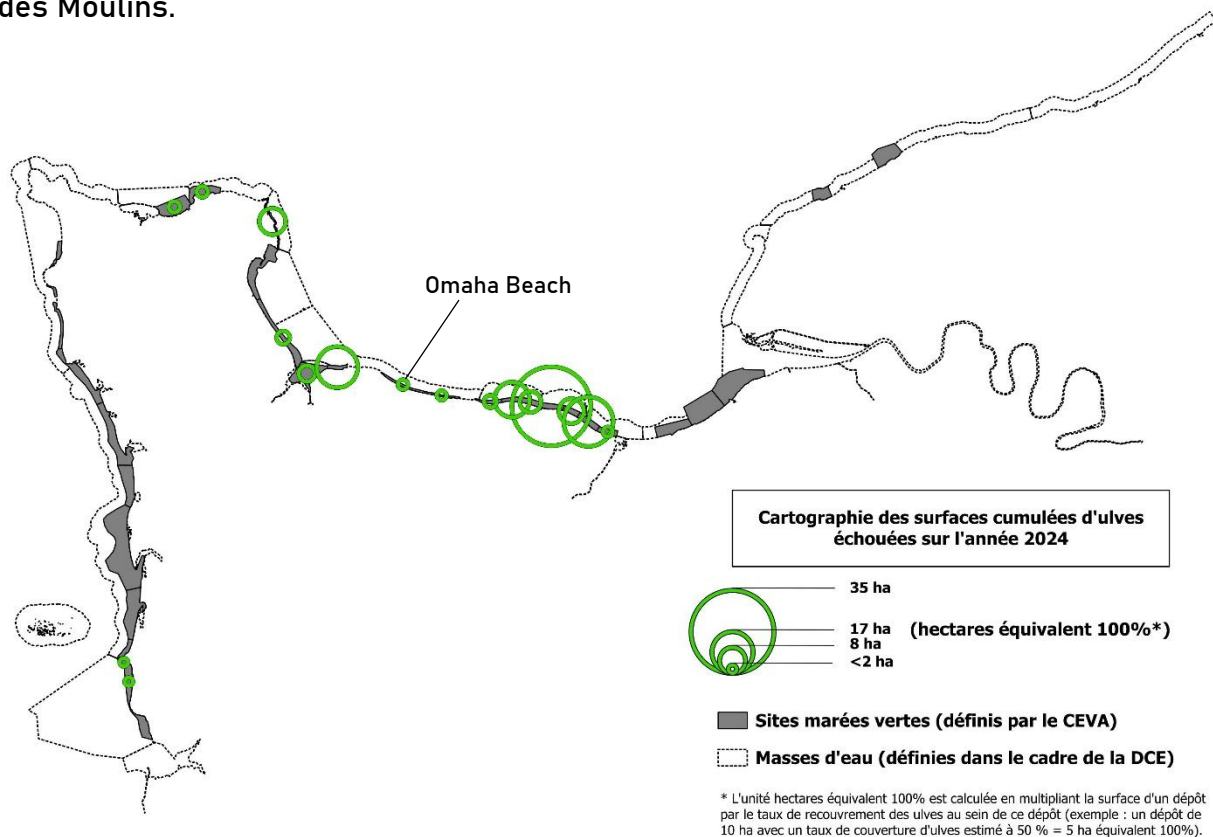 des Moulins.
Omaha Beach
Cartographie des surfaces cumulées d'ulves
échouées sur l'année 2024
35 ha
17 ha
(hectares équivalent 100%*)
8 ha
<2 ha
Sites marées vertes (définis par le CEVA)
Masses d'eau (définies dans le cadre de la DCE)
* L'unité hectares équivalent 100% est calculée en multipliant la surface d'un dépôt
par le taux de recouvrement des ulves au sein de ce dépôt (exemple : un dépôt de
10 ha avec un taux de couverture d'ulves estimé à 50 % = 5 ha équivalent 100%).